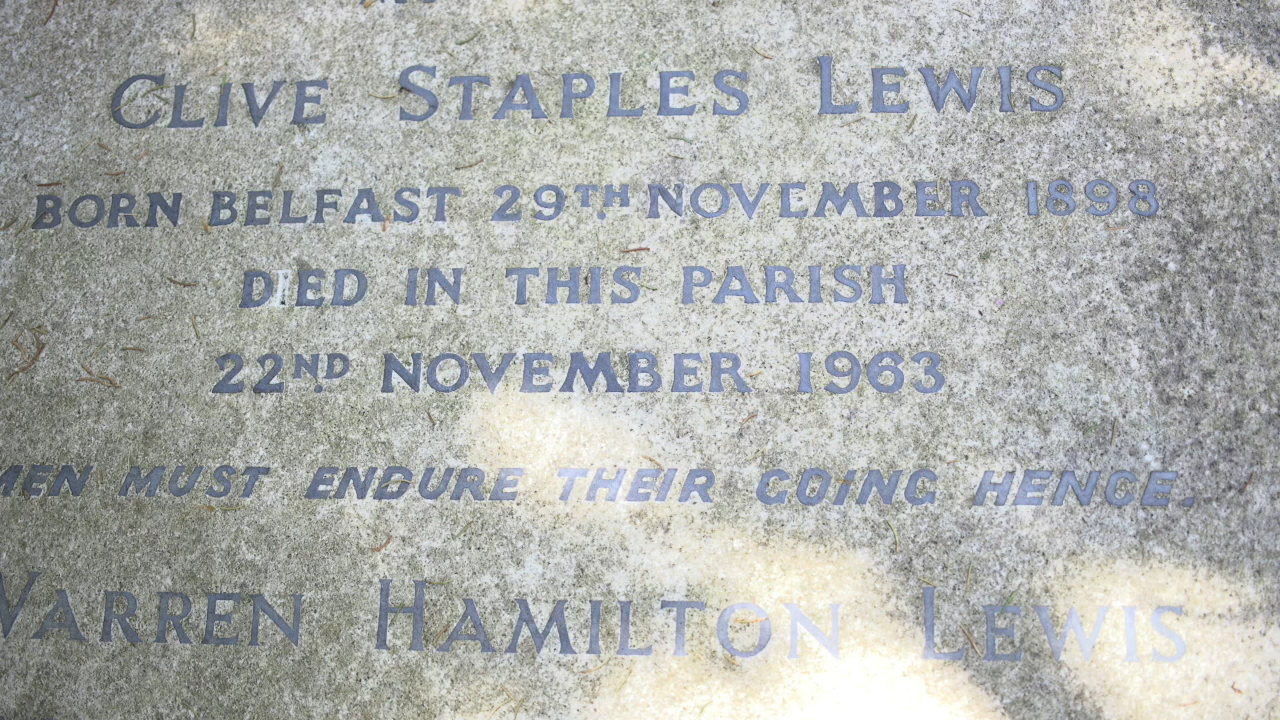 CLIVE STAPLES LEWIS
BORN BELFAST 29TH NOVEMBER 1898
DIED IN THIS PARISH
22ND NOVEMBER 1963
MEN MUST ENDURE THEIR GOING HENCE.
WARREN HAMILTON LEWIS